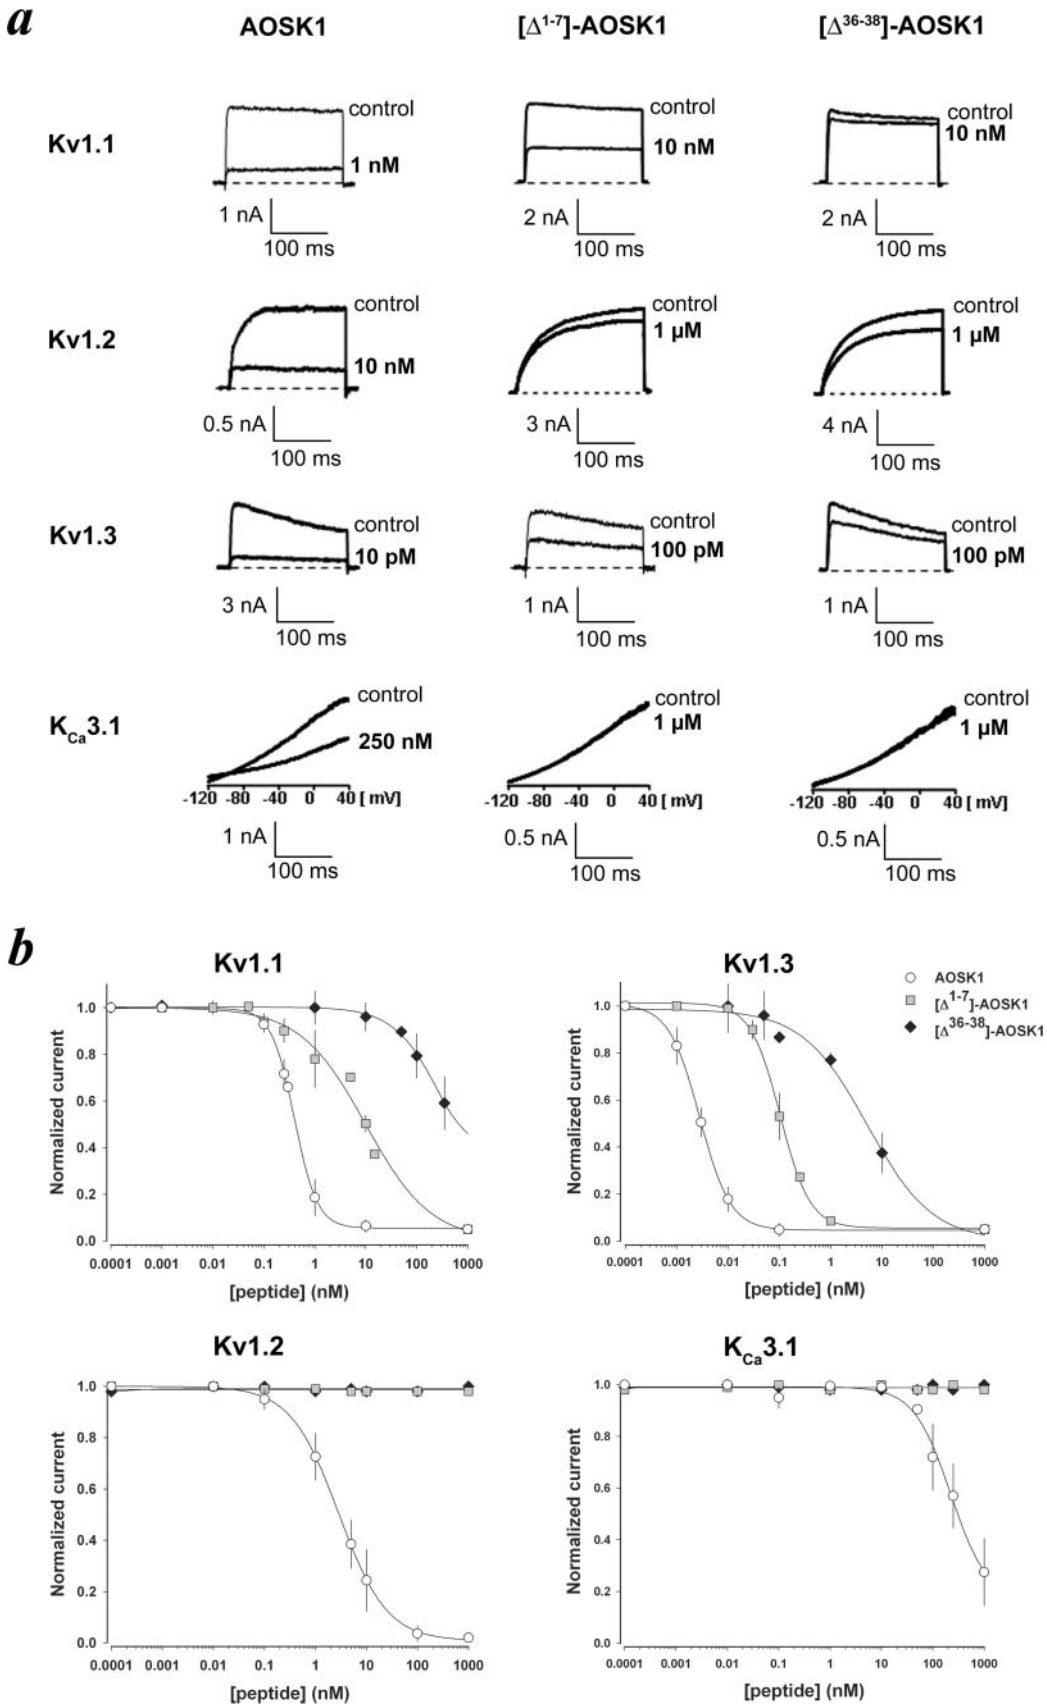 a
AOSK1 [Δ1-7]-AOSK1 [Δ36-38]-AOSK1
Kv1.1
control
1 nM
1 nA
100 ms
control
10 nM
2 nA
100 ms
control
10 nM
2 nA
100 ms
Kv1.2
control
10 nM
0.5 nA
100 ms
control
1 µM
3 nA
100 ms
control
1 µM
4 nA
100 ms
Kv1.3
control
10 pM
3 nA
100 ms
control
100 pM
1 nA
100 ms
control
100 pM
1 nA
100 ms
KCa3.1
control
250 nM
-120 -80 -40 0 40 [ mV]
1 nA
100 ms
control
1 µM
-120 -80 -40 0 40 [ mV]
0.5 nA
100 ms
control
1 µM
-120 -80 -40 0 40 [ mV]
0.5 nA
100 ms
b
Kv1.1
Normalized current
1.0
0.8
0.6
0.4
0.2
0.0
0.0001 0.001 0.01 0.1 1 10 100 1000
[peptide] (nM)
Kv1.3
Normalized current
1.0
0.8
0.6
0.4
0.2
0.0
0.0001 0.001 0.01 0.1 1 10 100 1000
[peptide] (nM)
AOSK1
[Δ1-7]-AOSK1
[Δ36-38]-AOSK1
Kv1.2
Normalized current
1.0
0.8
0.6
0.4
0.2
0.0
0.0001 0.001 0.01 0.1 1 10 100 1000
[peptide] (nM)
KCa3.1
Normalized current
1.0
0.8
0.6
0.4
0.2
0.0
0.0001 0.001 0.01 0.1 1 10 100 1000
[peptide] (nM)